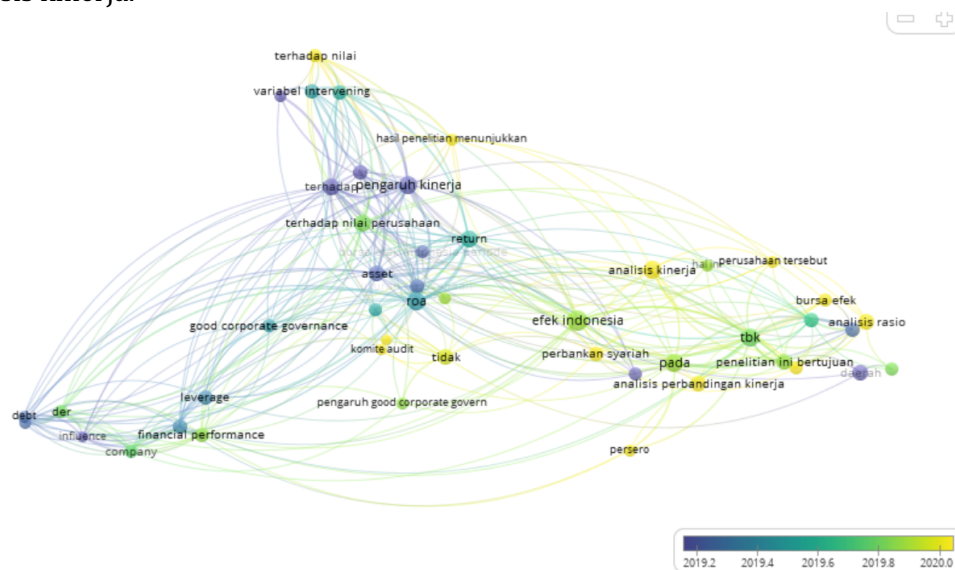 terhadap nilai
variabel intervening
hasil penelitian menunjukkan
terhadap
pengaruh kinerja
terhadap nilai perusahaan
return
asset
analisis kinerja
hal ini
perusahaan tersebut
roa
bursa efek
good corporate governance
efek indonesia
analisis rasio
tbk
komite audit
tidak
perbankan syariah
pada
penelitian ini bertujuan
daerah
analisis perbandingan kinerja
leverage
pengaruh good corporate govern
debt
der
influence
financial performance
company
persero
2019.2 2019.4 2019.6 2019.8 2020.0